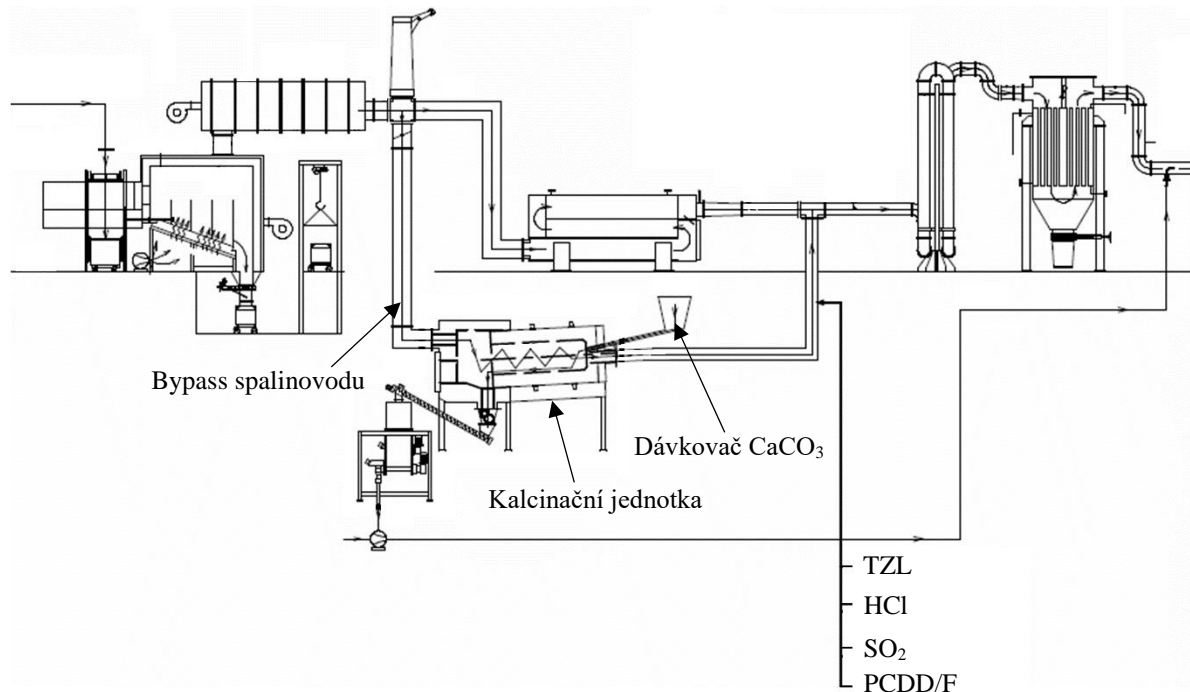 Bypass spalinovodu
Dávkovač CaCO₃
Kalcinační jednotka
TZL
HCl
SO₂
PCDD/F